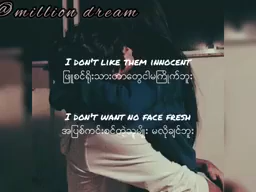 @million dream
I DON'T LIKE THEM INNOCENT
ဖြူစင်ရိုးသားတာတွေငါမကြိုက်ဘူး
I DON'T WANT NO FACE FRESH
အပြစ်ကင်းစင်တဲ့သူမျိုး မလိုချင်ဘူး